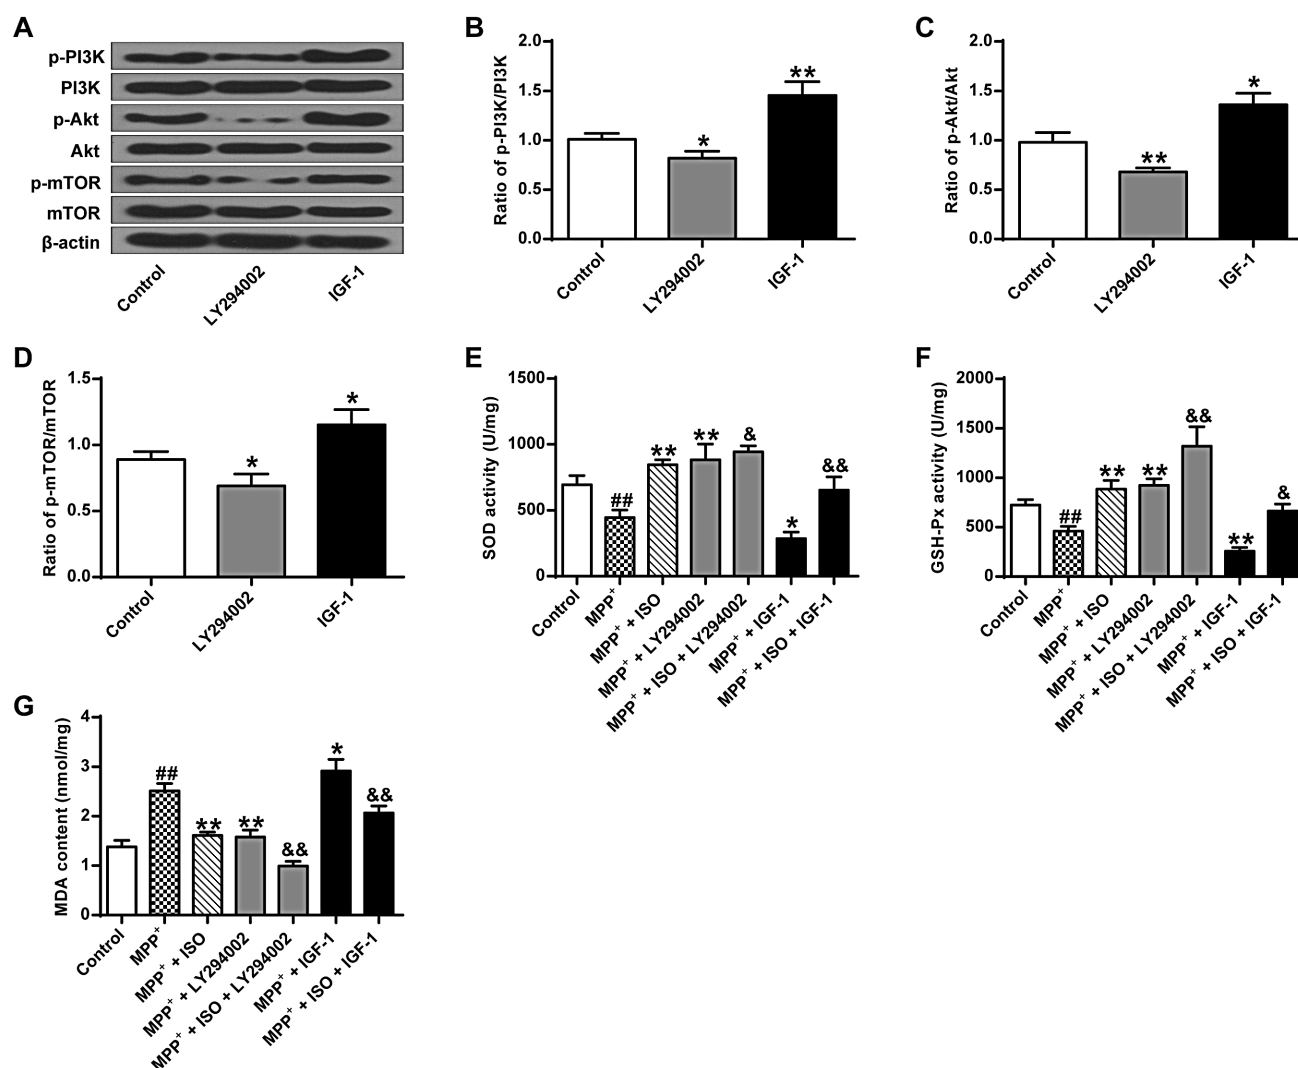 A
p-PI3K
PI3K
p-Akt
Akt
p-mTOR
mTOR
β-actin
Control
LY294002
IGF-1
B
Ratio of p-PI3K/PI3K
2.0
1.5
1.0
0.5
0.0
**
*
Control
LY294002
IGF-1
C
Ratio of p-Akt/Akt
2.0
1.5
1.0
0.5
0.0
*
**
Control
LY294002
IGF-1
D
Ratio of p-mTOR/mTOR
1.5
1.0
0.5
0.0
*
*
Control
LY294002
IGF-1
E
SOD activity (U/mg)
1500
1000
500
0
##
**
**
&
*
&&
Control
MPP+
MPP+ + ISO
MPP+ + LY294002
MPP+ + ISO + LY294002
MPP+ + IGF-1
MPP+ + ISO + IGF-1
F
GSH-Px activity (U/mg)
2000
1500
1000
500
0
##
**
**
&&
**
&
Control
MPP+
MPP+ + ISO
MPP+ + LY294002
MPP+ + ISO + LY294002
MPP+ + IGF-1
MPP+ + ISO + IGF-1
G
MDA content (nmol/mg)
4
3
2
1
0
##
**
**
&&
*
&&
Control
MPP+
MPP+ + ISO
MPP+ + LY294002
MPP+ + ISO + LY294002
MPP+ + IGF-1
MPP+ + ISO + IGF-1